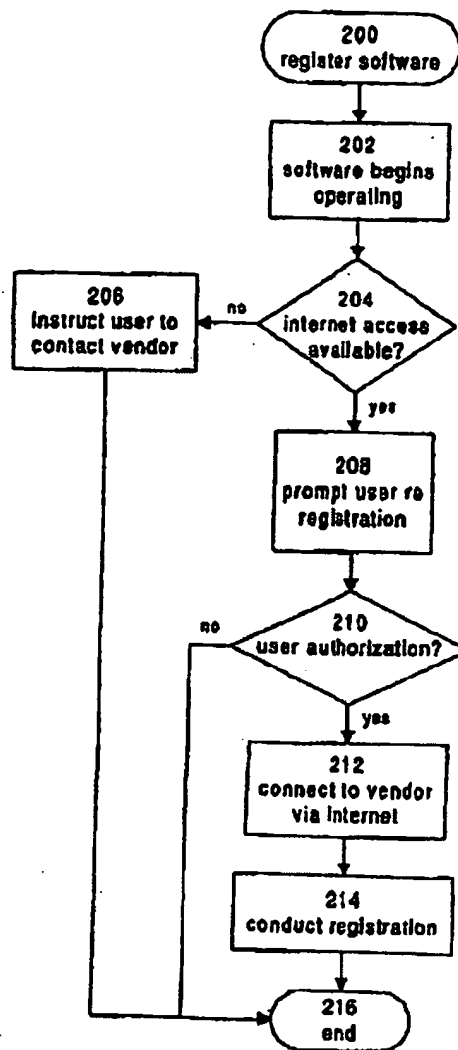 200
register software
202
software begins
operating
204
internet access
available?
no
206
instruct user to
contact vendor
yes
208
prompt user re
registration
210
user authorization?
no
yes
212
connect to vendor
via internet
214
conduct registration
216
end